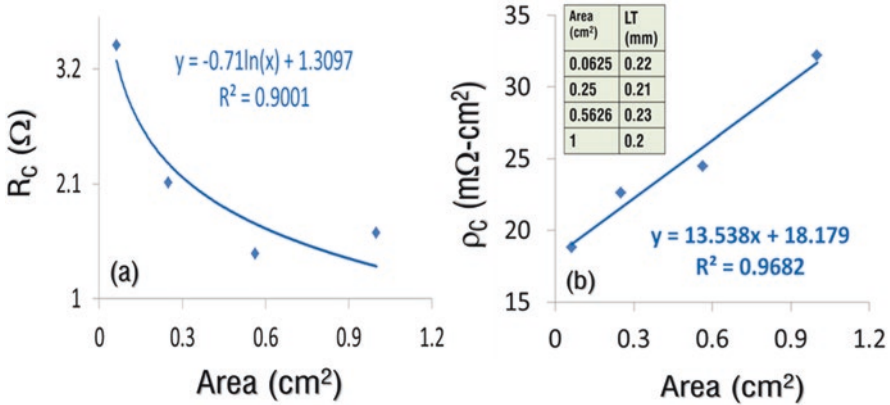 R_C (Ω)
3.2
2.1
1
y = -0.71ln(x) + 1.3097
R² = 0.9001
(a)
0
0.3
0.6
0.9
1.2
Area (cm²)
ρ_C (mΩ-cm²)
35
30
25
20
15
Area (cm²) LT (mm)
0.0625 0.22
0.25 0.21
0.5626 0.23
1 0.2
y = 13.538x + 18.179
R² = 0.9682
(b)
0
0.3
0.6
0.9
1.2
Area (cm²)